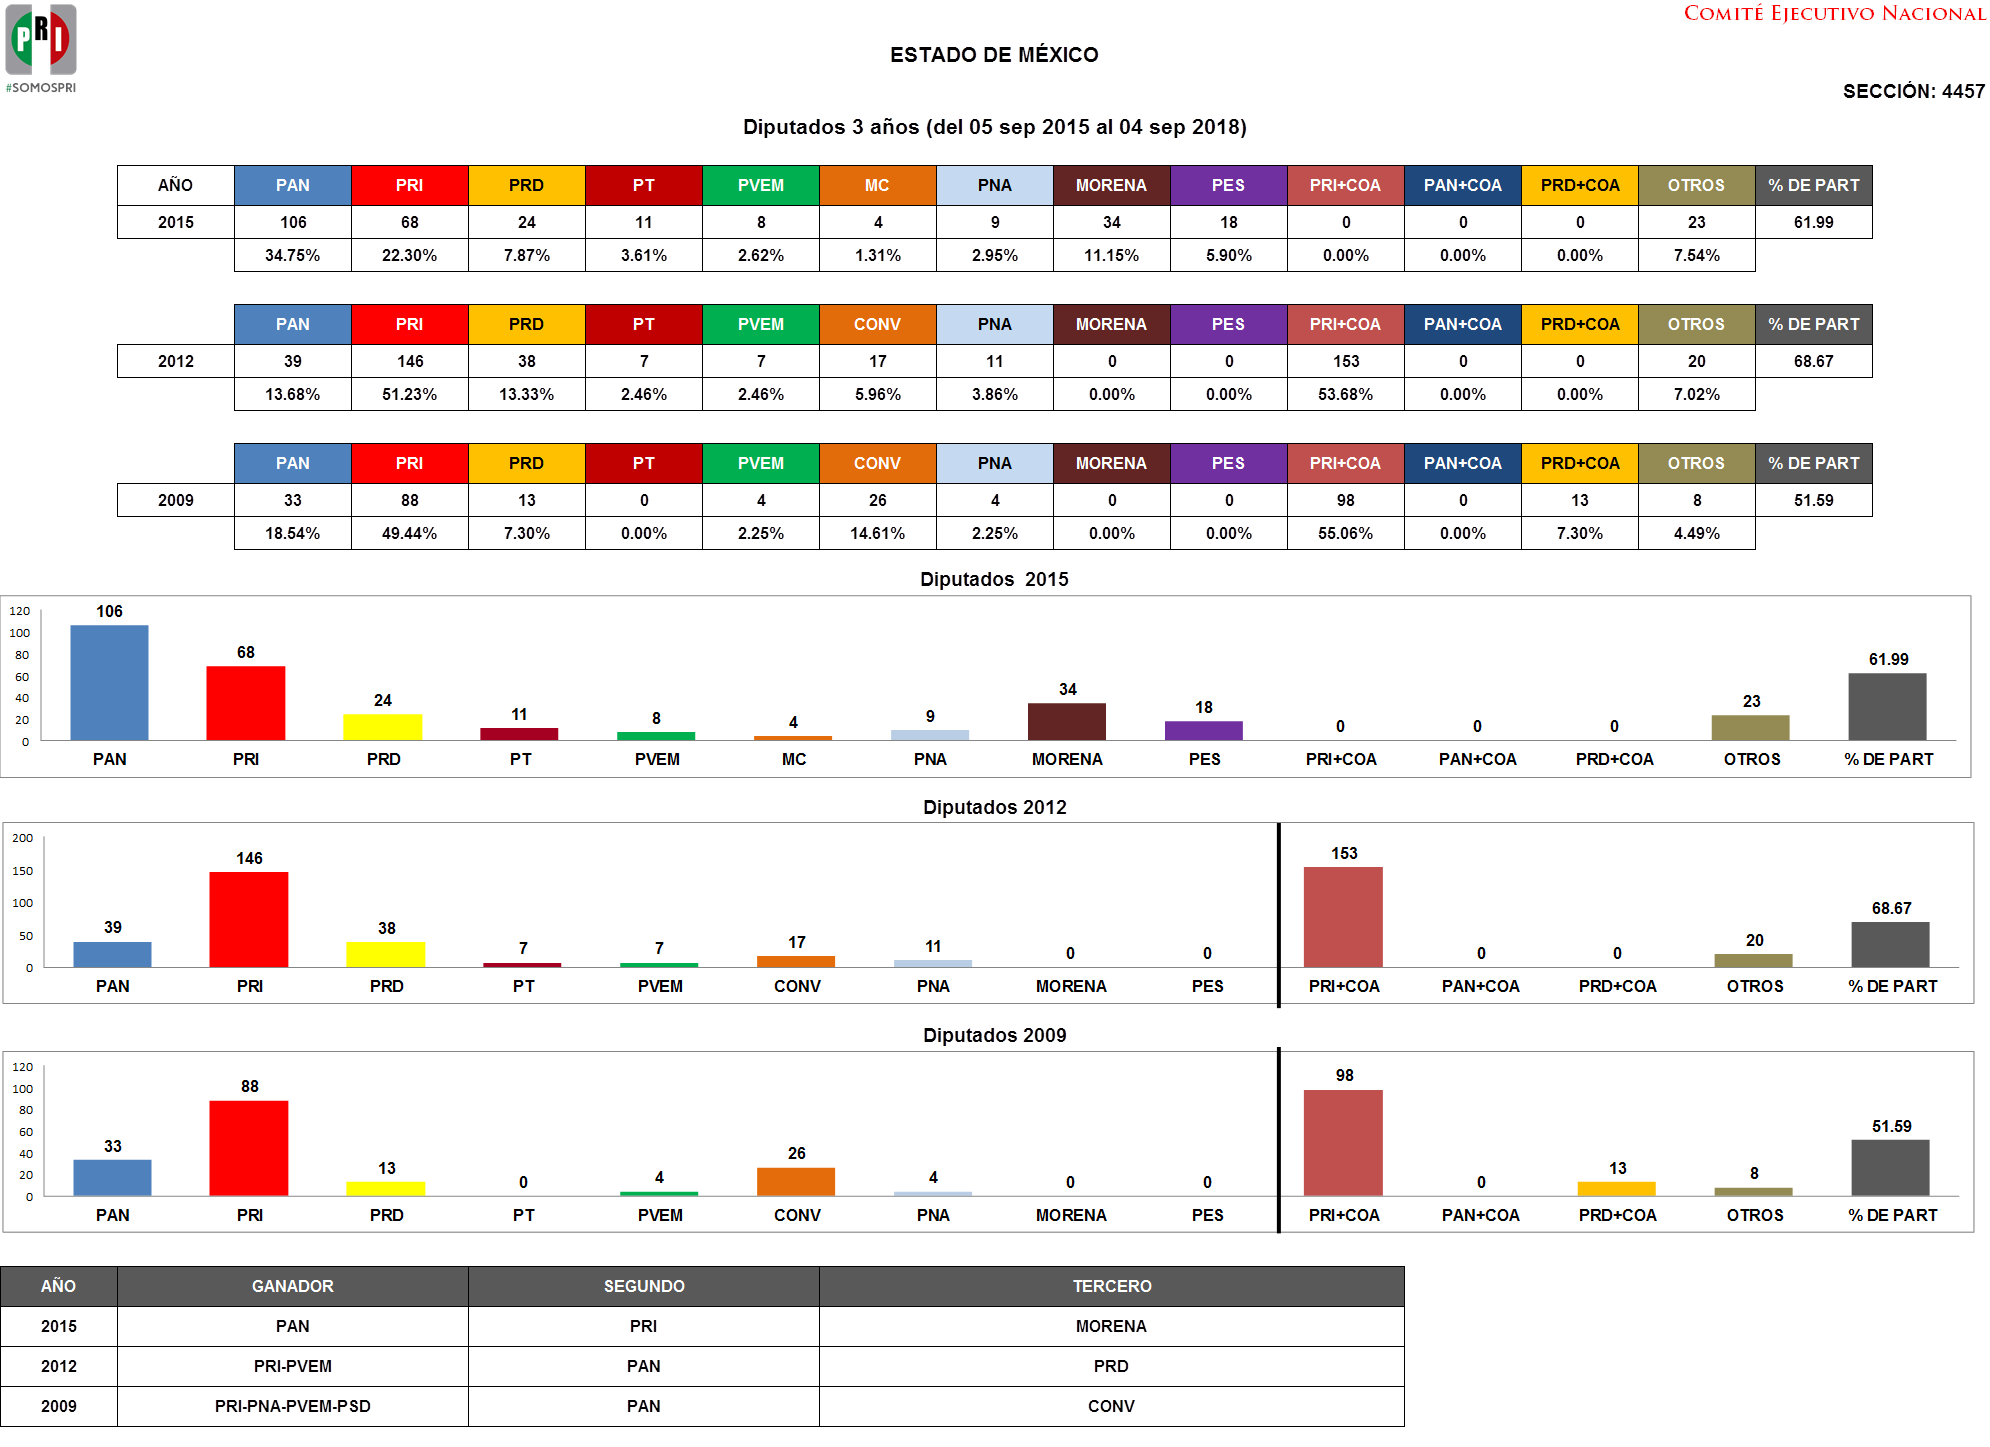 PRI
#SOMOSPRI
COMITÉ EJECUTIVO NACIONAL
ESTADO DE MÉXICO
SECCIÓN: 4457
Diputados 3 años (del 05 sep 2015 al 04 sep 2018)
AÑO PAN PRI PRD PT PVEM MC PNA MORENA PES PRI+COA PAN+COA PRD+COA OTROS % DE PART
2015 106 68 24 11 8 4 9 34 18 0 0 0 23 61.99
34.75% 22.30% 7.87% 3.61% 2.62% 1.31% 2.95% 11.15% 5.90% 0.00% 0.00% 0.00% 7.54%
PAN PRI PRD PT PVEM CONV PNA MORENA PES PRI+COA PAN+COA PRD+COA OTROS % DE PART
2012 39 146 38 7 7 17 11 0 0 153 0 0 20 68.67
13.68% 51.23% 13.33% 2.46% 2.46% 5.96% 3.86% 0.00% 0.00% 53.68% 0.00% 0.00% 7.02%
PAN PRI PRD PT PVEM CONV PNA MORENA PES PRI+COA PAN+COA PRD+COA OTROS % DE PART
2009 33 88 13 0 4 26 4 0 0 98 0 13 8 51.59
18.54% 49.44% 7.30% 0.00% 2.25% 14.61% 2.25% 0.00% 0.00% 55.06% 0.00% 7.30% 4.49%
Diputados 2015
120
100
80
60
40
20
0
106 68 24 11 8 4 9 34 18 0 0 0 23 61.99
PAN PRI PRD PT PVEM MC PNA MORENA PES PRI+COA PAN+COA PRD+COA OTROS % DE PART
Diputados 2012
200
150
100
50
0
39 146 38 7 7 17 11 0 0 153 0 0 20 68.67
PAN PRI PRD PT PVEM CONV PNA MORENA PES PRI+COA PAN+COA PRD+COA OTROS % DE PART
Diputados 2009
120
100
80
60
40
20
0
33 88 13 0 4 26 4 0 0 98 0 13 8 51.59
PAN PRI PRD PT PVEM CONV PNA MORENA PES PRI+COA PAN+COA PRD+COA OTROS % DE PART
AÑO GANADOR SEGUNDO TERCERO
2015 PAN PRI MORENA
2012 PRI-PVEM PAN PRD
2009 PRI-PNA-PVEM-PSD PAN CONV